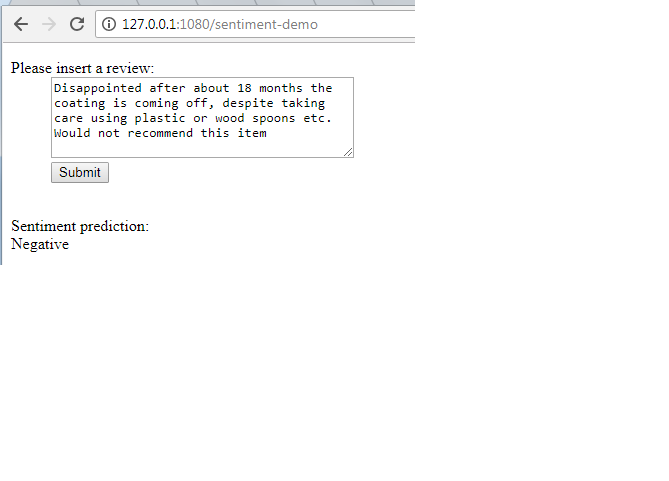 127.0.0.1:1080/sentiment-demo
Please insert a review:
Disappointed after about 18 months the
coating is coming off, despite taking
care using plastic or wood spoons etc.
Would not recommend this item
Submit
Sentiment prediction:
Negative